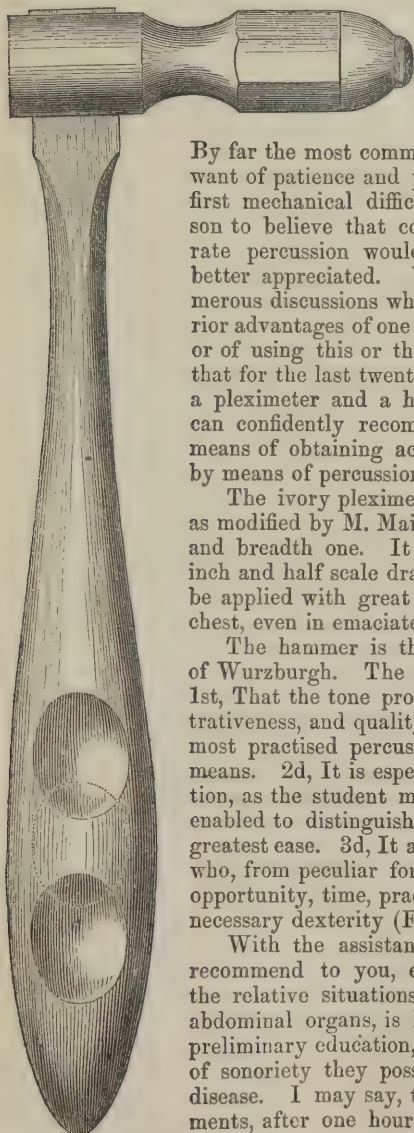 By far the most comm
want of patience and
first mechanical diffic
son to believe that co
rate percussion would
better appreciated.
merous discussions wh
rior advantages of one
or of using this or th
that for the last twent
a pleximeter and a h
can confidently recom
means of obtaining ac
by means of percussion
The ivory plexime
as modified by M. Mai
and breadth one. It
inch and half scale dra
be applied with great
chest, even in emaciate
The hammer is th
of Wurzburgh. The
1st, That the tone pro
trativeness, and quality
most practised percus
means. 2d, It is espe
tion, as the student m
enabled to distinguish
greatest ease. 3d, It a
who, from peculiar for
opportunity, time, prac
necessary dexterity (F
With the assistan
recommend to you, e
the relative situations
abdominal organs, is
preliminary education,
of sonoriety they poss
disease. I may say, t
ments, after one hour